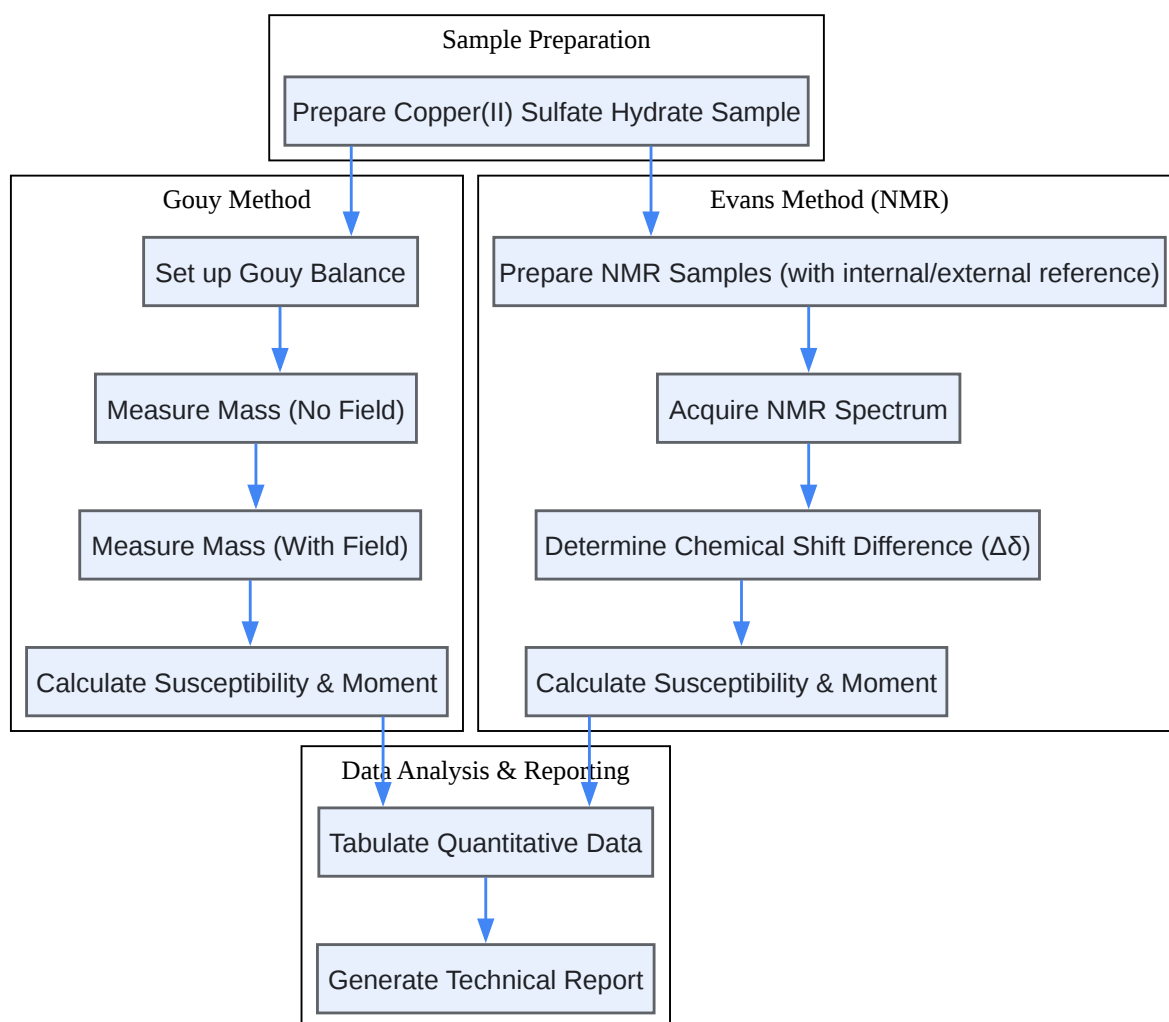 Sample Preparation
Prepare Copper(II) Sulfate Hydrate Sample
Gouy Method
Set up Gouy Balance
Measure Mass (No Field)
Measure Mass (With Field)
Calculate Susceptibility & Moment
Evans Method (NMR)
Prepare NMR Samples (with internal/external reference)
Acquire NMR Spectrum
Determine Chemical Shift Difference (Δδ)
Calculate Susceptibility & Moment
Data Analysis & Reporting
Tabulate Quantitative Data
Generate Technical Report